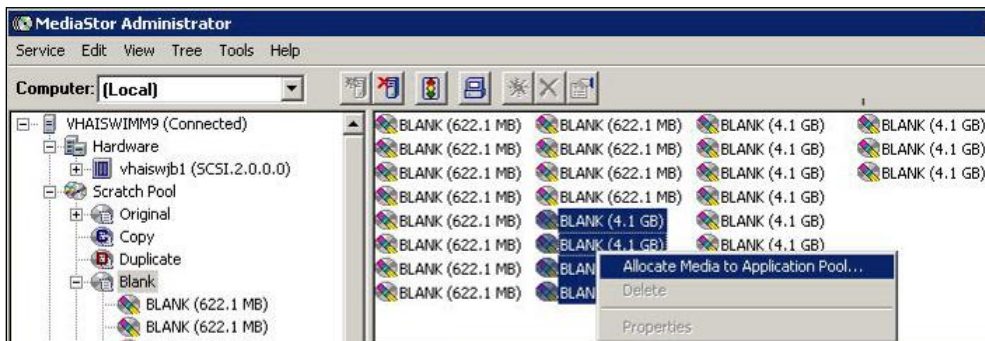 MediaStor Administrator
Service Edit View Tree Tools Help
Computer: (Local)
VHAISWIMM9 (Connected)
Hardware
vhaiswjb1 (SCSI.2.0.0.0)
Scratch Pool
Original
Copy
Duplicate
Blank
BLANK (622.1 MB)
BLANK (622.1 MB)
BLANK (622.1 MB) BLANK (622.1 MB) BLANK (4.1 GB) BLANK (4.1 GB)
BLANK (622.1 MB) BLANK (622.1 MB) BLANK (4.1 GB) BLANK (4.1 GB)
BLANK (622.1 MB) BLANK (622.1 MB) BLANK (4.1 GB) BLANK (4.1 GB)
BLANK (622.1 MB) BLANK (622.1 MB) BLANK (4.1 GB)
BLANK (622.1 MB) BLANK (4.1 GB) BLANK (4.1 GB)
BLANK (622.1 MB) BLANK (4.1 GB) BLANK (4.1 GB)
BLANK (622.1 MB) BLAN
BLANK (622.1 MB) BLAN
Allocate Media to Application Pool...
Delete
Properties